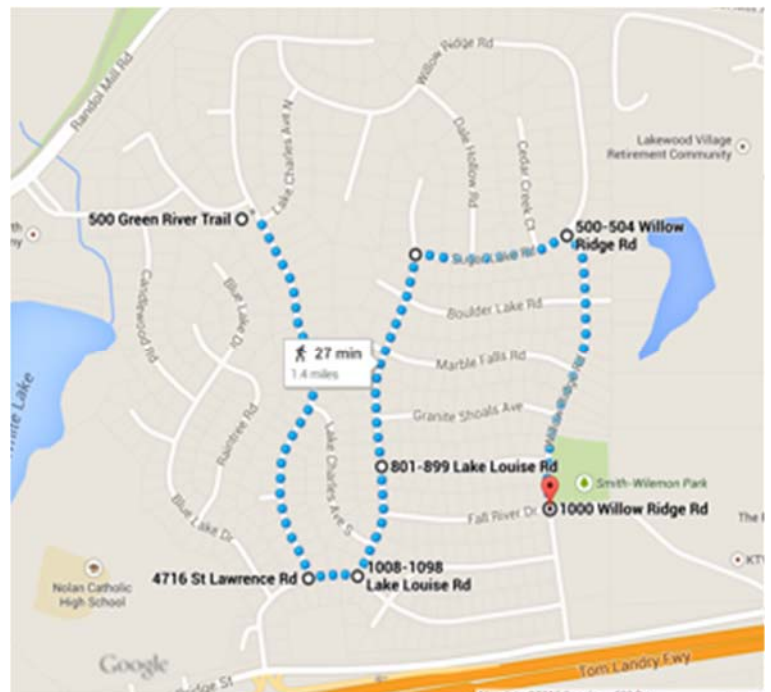 Willow Ridge Rd
Randol Mill Rd
Lake Charles Ave N
Dale Hollow Rd
Cedar Creek Ct
Lakewood Village
Retirement Community
500 Green River Trail
500-504 Willow
Ridge Rd
Candlewood Rd
Blue Lake Dr
Boulder Lake Rd
27 min
1.4 miles
Marble Falls Rd
White Lake
Raintree Rd
Lake Charles Ave S
Granite Shoals Ave
Willow Ridge Rd
801-899 Lake Louise Rd
Smith-Wilemon Park
Blue Lake Dr
Fall River Dr
1000 Willow Ridge Rd
Nolan Catholic
High School
4716 St Lawrence Rd
1008-1098
Lake Louise Rd
Google
Tom Landry Fwy